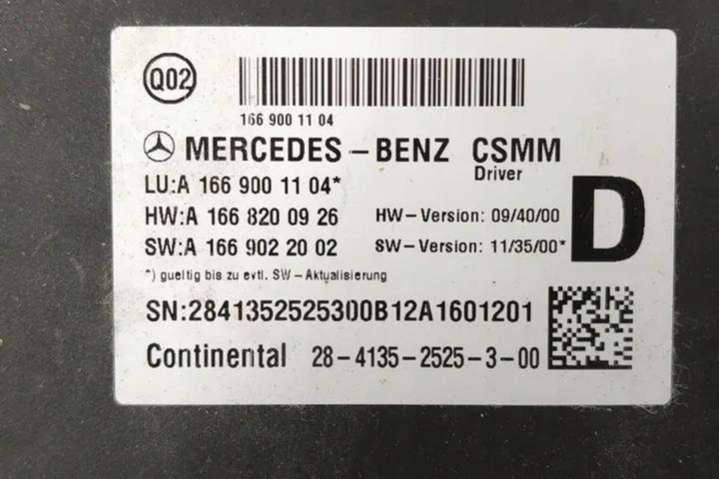 Q02
166 900 11 04
MERCEDES-BENZ CSMM
Driver
LU:A 166 900 11 04*
HW:A 166 820 09 26 HW-Version: 09/40/00
SW:A 166 902 20 02 SW-Version: 11/35/00*
D
*) gueltig bis zu evtl. SW-Aktualisierung
SN:2841352525300B12A1601201
Continental 28-4135-2525-3-00